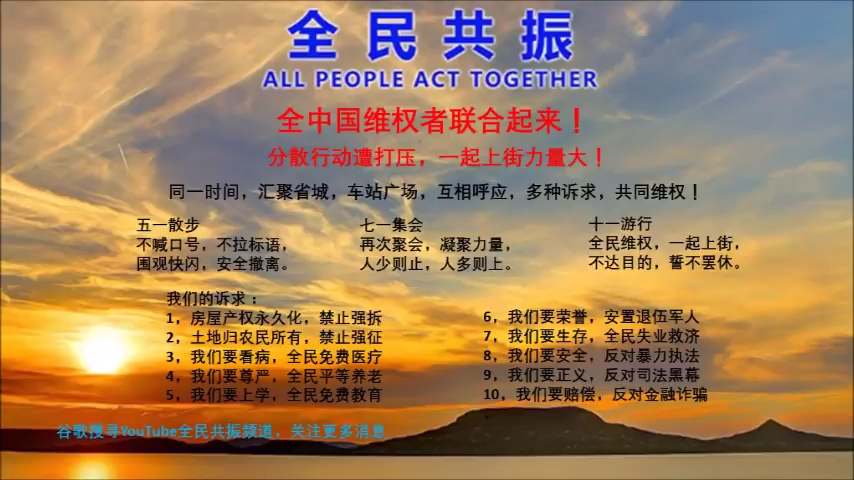 全民共振
ALL PEOPLE ACT TOGETHER
全中国维权者联合起来！
分散行动遭打压，一起上街力量大！
同一时间，汇聚省城，车站广场，互相呼应，多种诉求，共同维权！
五一散步
不喊口号，不拉标语，
围观快闪，安全撤离。
七一集会
再次聚会，凝聚力量，
人少则止，人多则上。
十一游行
全民维权，一起上街，
不达目的，誓不罢休。
我们的诉求：
1，房屋产权永久化，禁止强拆
2，土地归农民所有，禁止强征
3，我们要看病，全民免费医疗
4，我们要尊严，全民平等养老
5，我们要上学，全民免费教育
6，我们要荣誉，安置退伍军人
7，我们要生存，全民失业救济
8，我们要安全，反对暴力执法
9，我们要正义，反对司法黑幕
10，我们要赔偿，反对金融诈骗
谷歌搜寻YouTube全民共振频道，关注更多消息